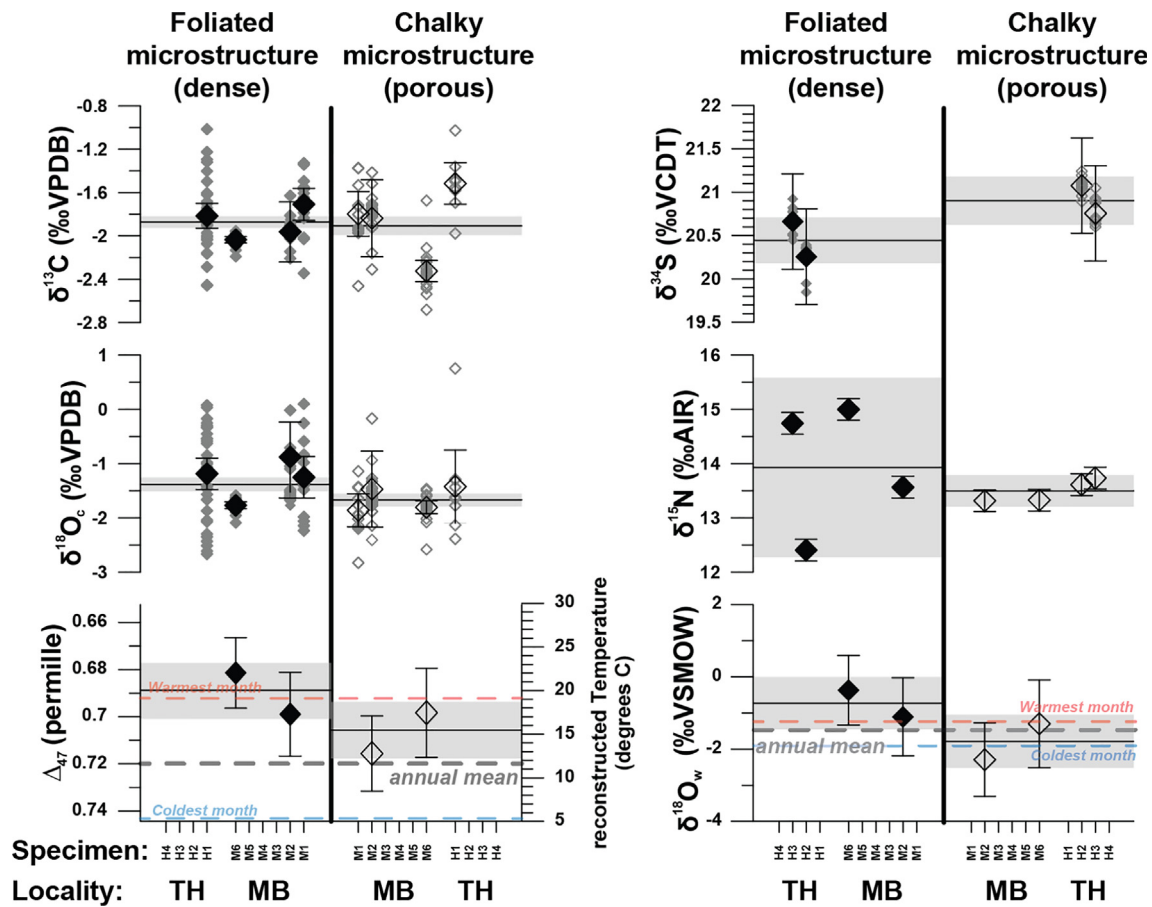 Foliated
microstructure
(dense)
Chalky
microstructure
(porous)
δ13C (‰VPDB)
-0.8
-1.2
-1.6
-2
-2.4
-2.8
δ18Oc (‰VPDB)
1
0
-1
-2
-3
Δ47 (permille)
0.66
0.68
0.7
0.72
0.74
Warmest month
annual mean
Coldest month
30
25
20
15
10
5
reconstructed Temperature
(degrees C)
Specimen:
H4 H3 H2 H1 M6 M5 M4 M3 M2 M1
M1 M2 M3 M4 M5 M6 H1 H2 H3 H4
Locality:
TH MB MB TH
Foliated
microstructure
(dense)
Chalky
microstructure
(porous)
δ34S (‰VCDT)
22
21.5
21
20.5
20
19.5
δ15N (‰AIR)
16
15
14
13
12
δ18Ow (‰VSMOW)
2
0
-2
-4
Warmest month
annual mean
Coldest month
H4 H3 H2 H1 M6 M5 M4 M3 M2 M1
M1 M2 M3 M4 M5 M6 H1 H2 H3 H4
TH MB MB TH